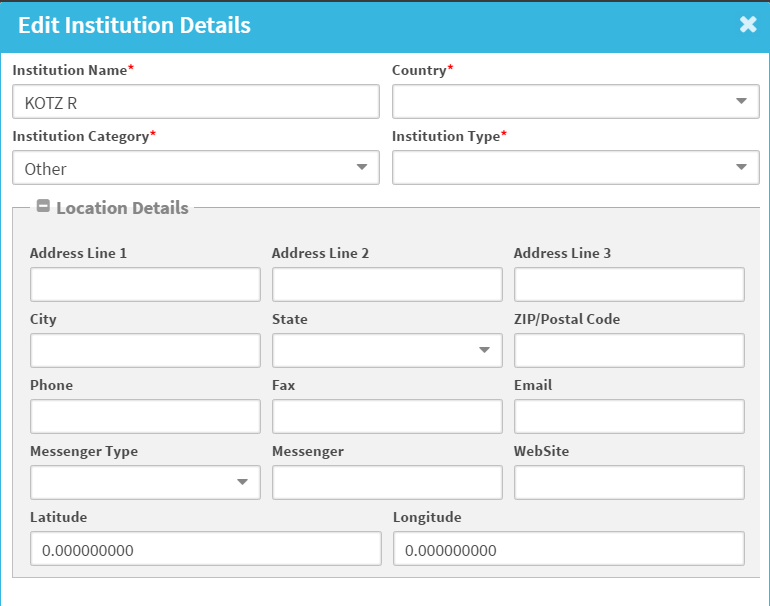 Edit Institution Details
Institution Name* Country*
KOTZ R
Institution Category* Institution Type*
Other
Location Details
Address Line 1 Address Line 2 Address Line 3
City State ZIP/Postal Code
Phone Fax Email
Messenger Type Messenger WebSite
Latitude Longitude
0.000000000 0.000000000